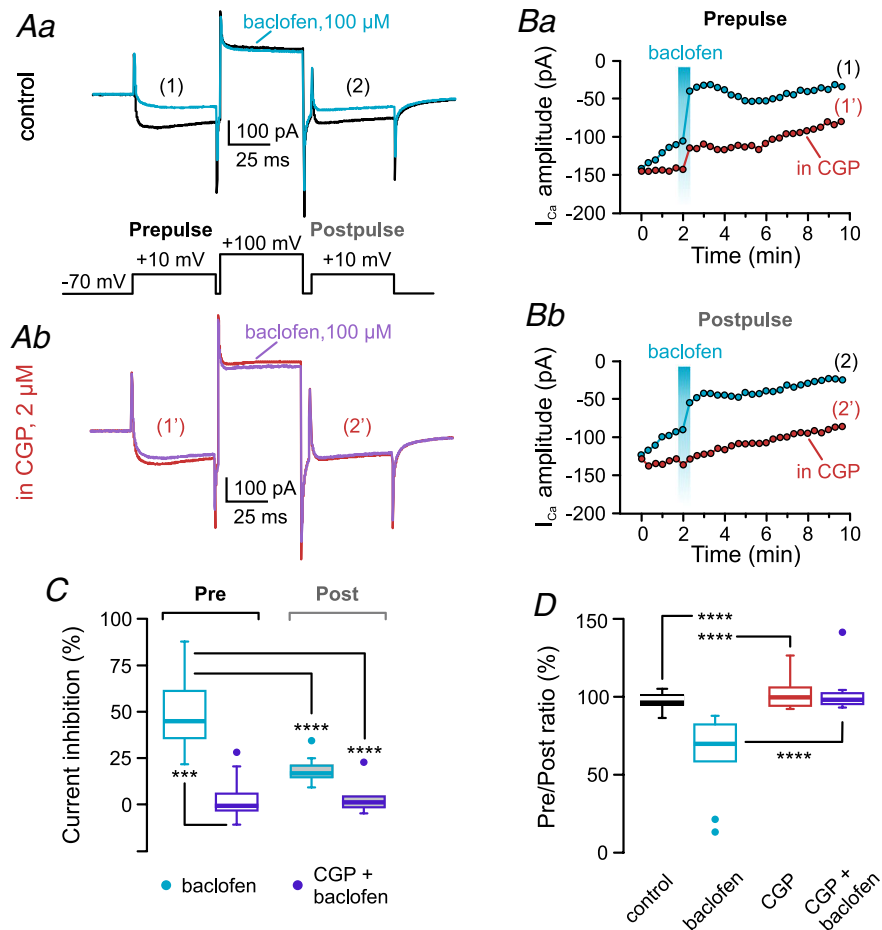 Aa
control
baclofen, 100 µM
(1)
(2)
100 pA
25 ms
Prepulse
Postpulse
-70 mV
+10 mV
+100 mV
+10 mV
Ab
in CGP, 2 µM
baclofen, 100 µM
(1')
(2')
100 pA
25 ms
Ba
Prepulse
baclofen
(1)
(1')
in CGP
I_Ca amplitude (pA)
0
-50
-100
-150
-200
0 2 4 6 8 10
Time (min)
Bb
Postpulse
baclofen
(2)
(2')
in CGP
I_Ca amplitude (pA)
0
-50
-100
-150
-200
0 2 4 6 8 10
Time (min)
C
Pre
Post
Current inhibition (%)
100
75
50
25
0
***
****
****
baclofen
CGP +
baclofen
D
Pre/Post ratio (%)
150
100
50
0
****
****
****
control
baclofen
CGP
CGP +
baclofen